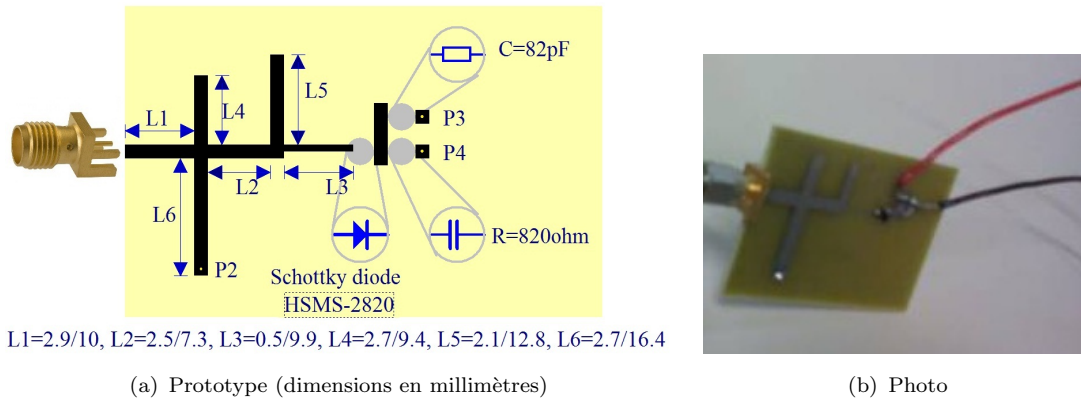 C=82pF
L1
L4
L5
P3
P4
L2
L3
L6
P2
R=820ohm
Schottky diode
HSMS-2820
L1=2.9/10, L2=2.5/7.3, L3=0.5/9.9, L4=2.7/9.4, L5=2.1/12.8, L6=2.7/16.4
(a) Prototype (dimensions en millimètres)
(b) Photo